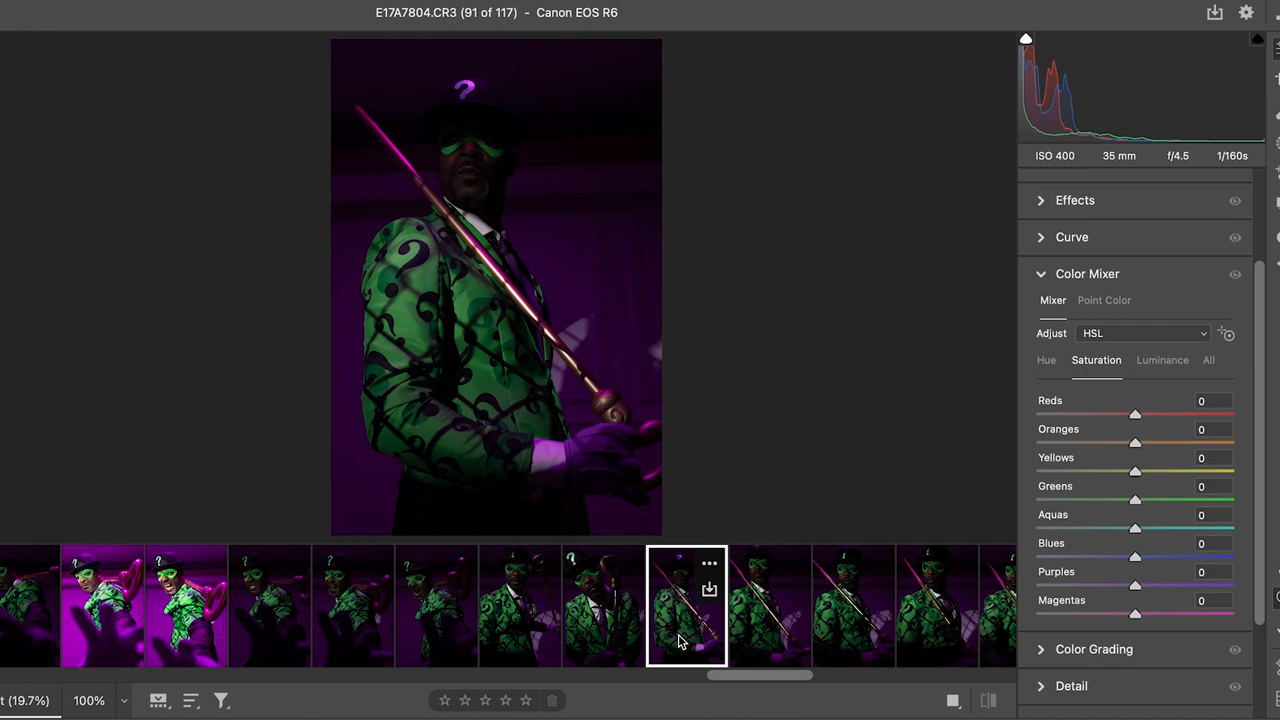 E17A7804.CR3 (91 of 117) - Canon EOS R6
?
ISO 400 35 mm f/4.5 1/160s
Effects
Curve
Color Mixer
Mixer Point Color
Adjust HSL
Hue Saturation Luminance All
Reds 0
Oranges 0
Yellows 0
Greens 0
Aquas 0
Blues 0
Purples 0
Magentas 0
Color Grading
Detail
t (19.7%) 100%